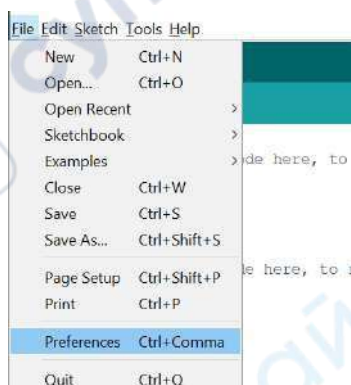 File Edit Sketch Tools Help
New Ctrl+N
Open... Ctrl+O
Open Recent >
Sketchbook >
Examples >
de here, to
Close Ctrl+W
Save Ctrl+S
Save As... Ctrl+Shift+S
Page Setup Ctrl+Shift+P
e here, to
Print Ctrl+P
Preferences Ctrl+Comma
Quit Ctrl+Q